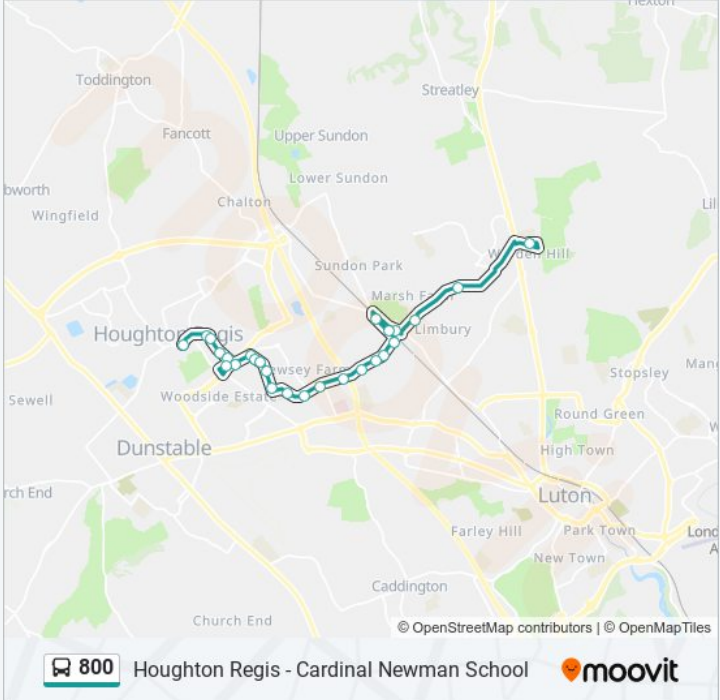 Hexton
Toddington
Streatley
Fancott
Upper Sundon
Lower Sundon
Chalton
Wingfield
Sundon Park
Marsh Far
Houghton Regis
Limbury
Stopsley
Woodside Estate
Sewell
Round Green
Dunstable
High Town
Luton
Farley Hill
Park Town
New Town
Caddington
Church End
© OpenStreetMap contributors | © OpenMapTiles
800 Houghton Regis - Cardinal Newman School
moovit